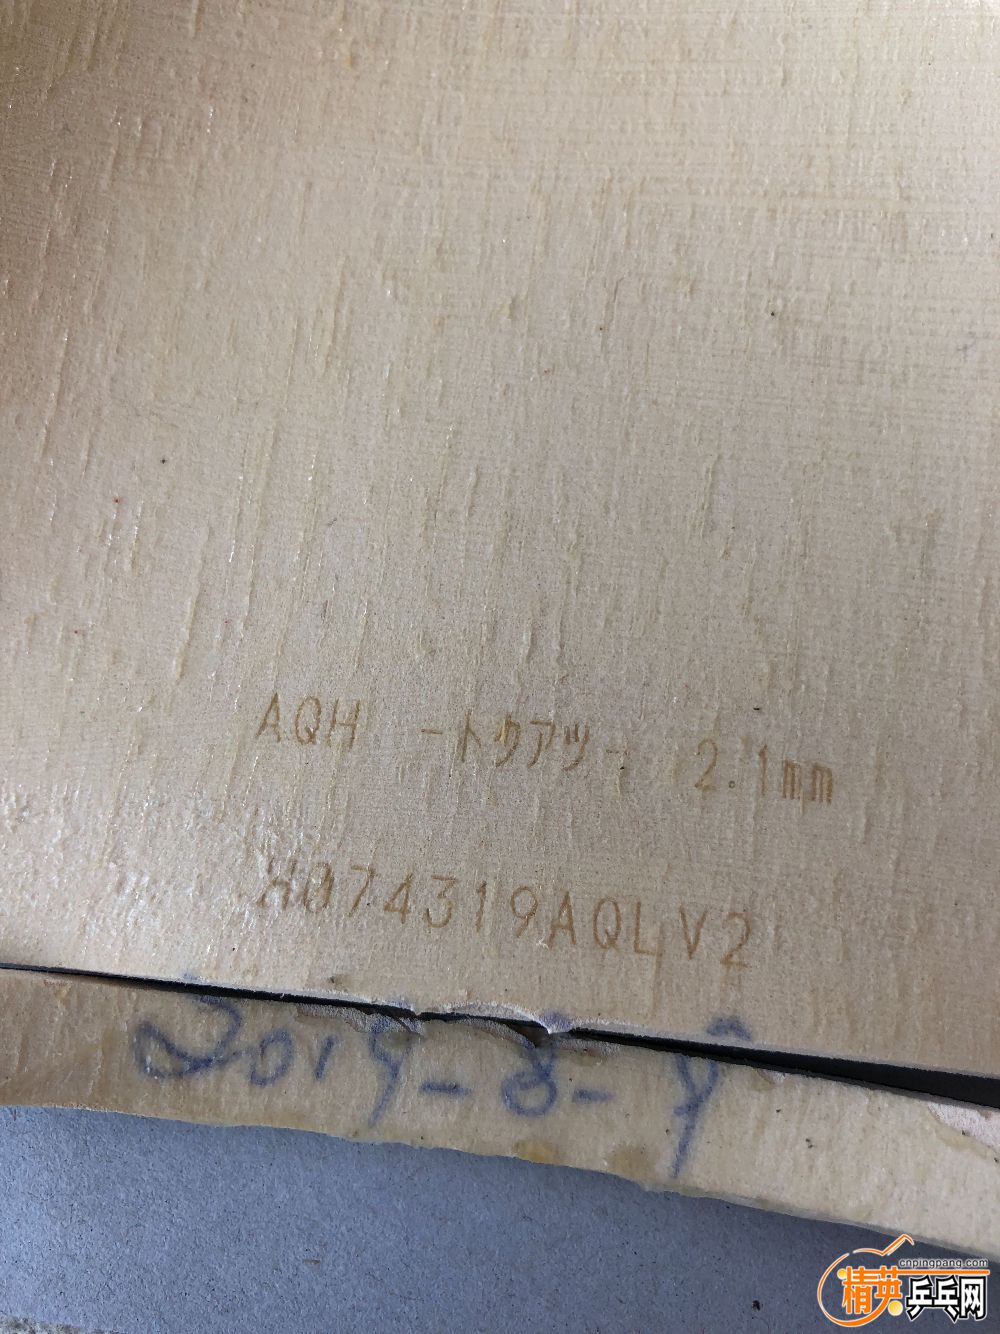 AQH ートクアツー 2.1mm
H074319AQLV2
2019-8-9
cnpingpang.com
精英乒乓网